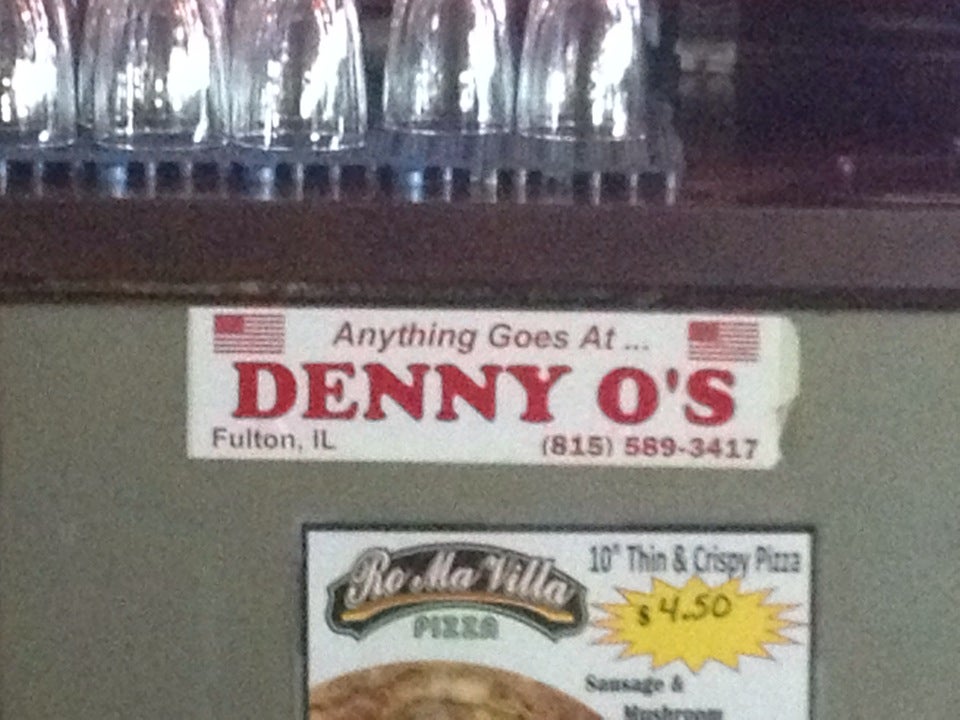 Anything Goes At ...
DENNY O'S
Fulton, IL
(815) 589-3417
Ro Ma Villa
PIZZA
10" Thin & Crispy Pizza
$4.50
Sausage &
Mushroom